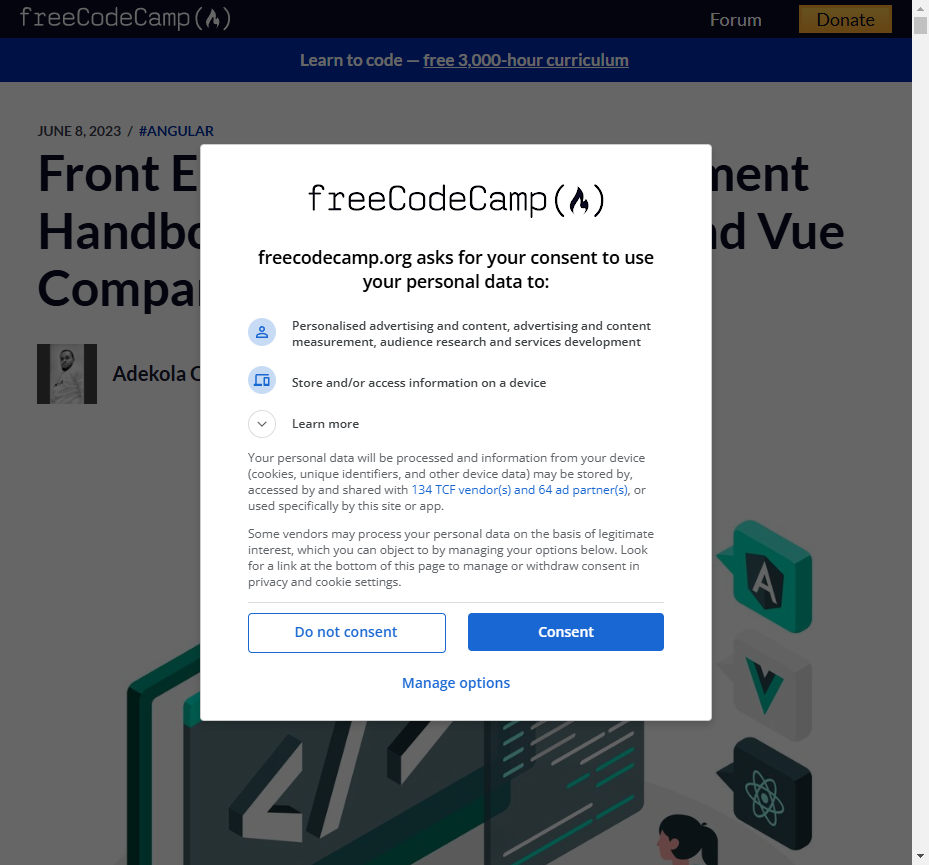 freeCodeCamp
Forum
Donate
Learn to code — free 3,000-hour curriculum
JUNE 8, 2023 / #ANGULAR
Front
Handbo
nd Vue
Compa
Adekola
freeCodeCamp
freecodecamp.org asks for your consent to use
your personal data to:
Personalised advertising and content, advertising and content
measurement, audience research and services development
Store and/or access information on a device
Learn more
Your personal data will be processed and information from your device
(cookies, unique identifiers, and other device data) may be stored by,
accessed by and shared with 134 TCF vendor(s) and 64 ad partner(s), or
used specifically by this site or app.
Some vendors may process your personal data on the basis of legitimate
interest, which you can object to by managing your options below. Look
for a link at the bottom of this page to manage or withdraw consent in
privacy and cookie settings.
Do not consent
Consent
Manage options